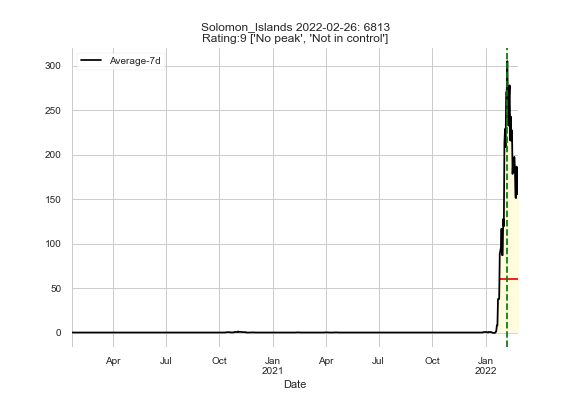 Solomon_Islands 2022-02-26: 6813
Rating:9 ['No peak', 'Not in control']
Average-7d
300
250
200
150
100
50
0
Apr Jul Oct Jan Apr Jul Oct Jan
2021 2022
Date